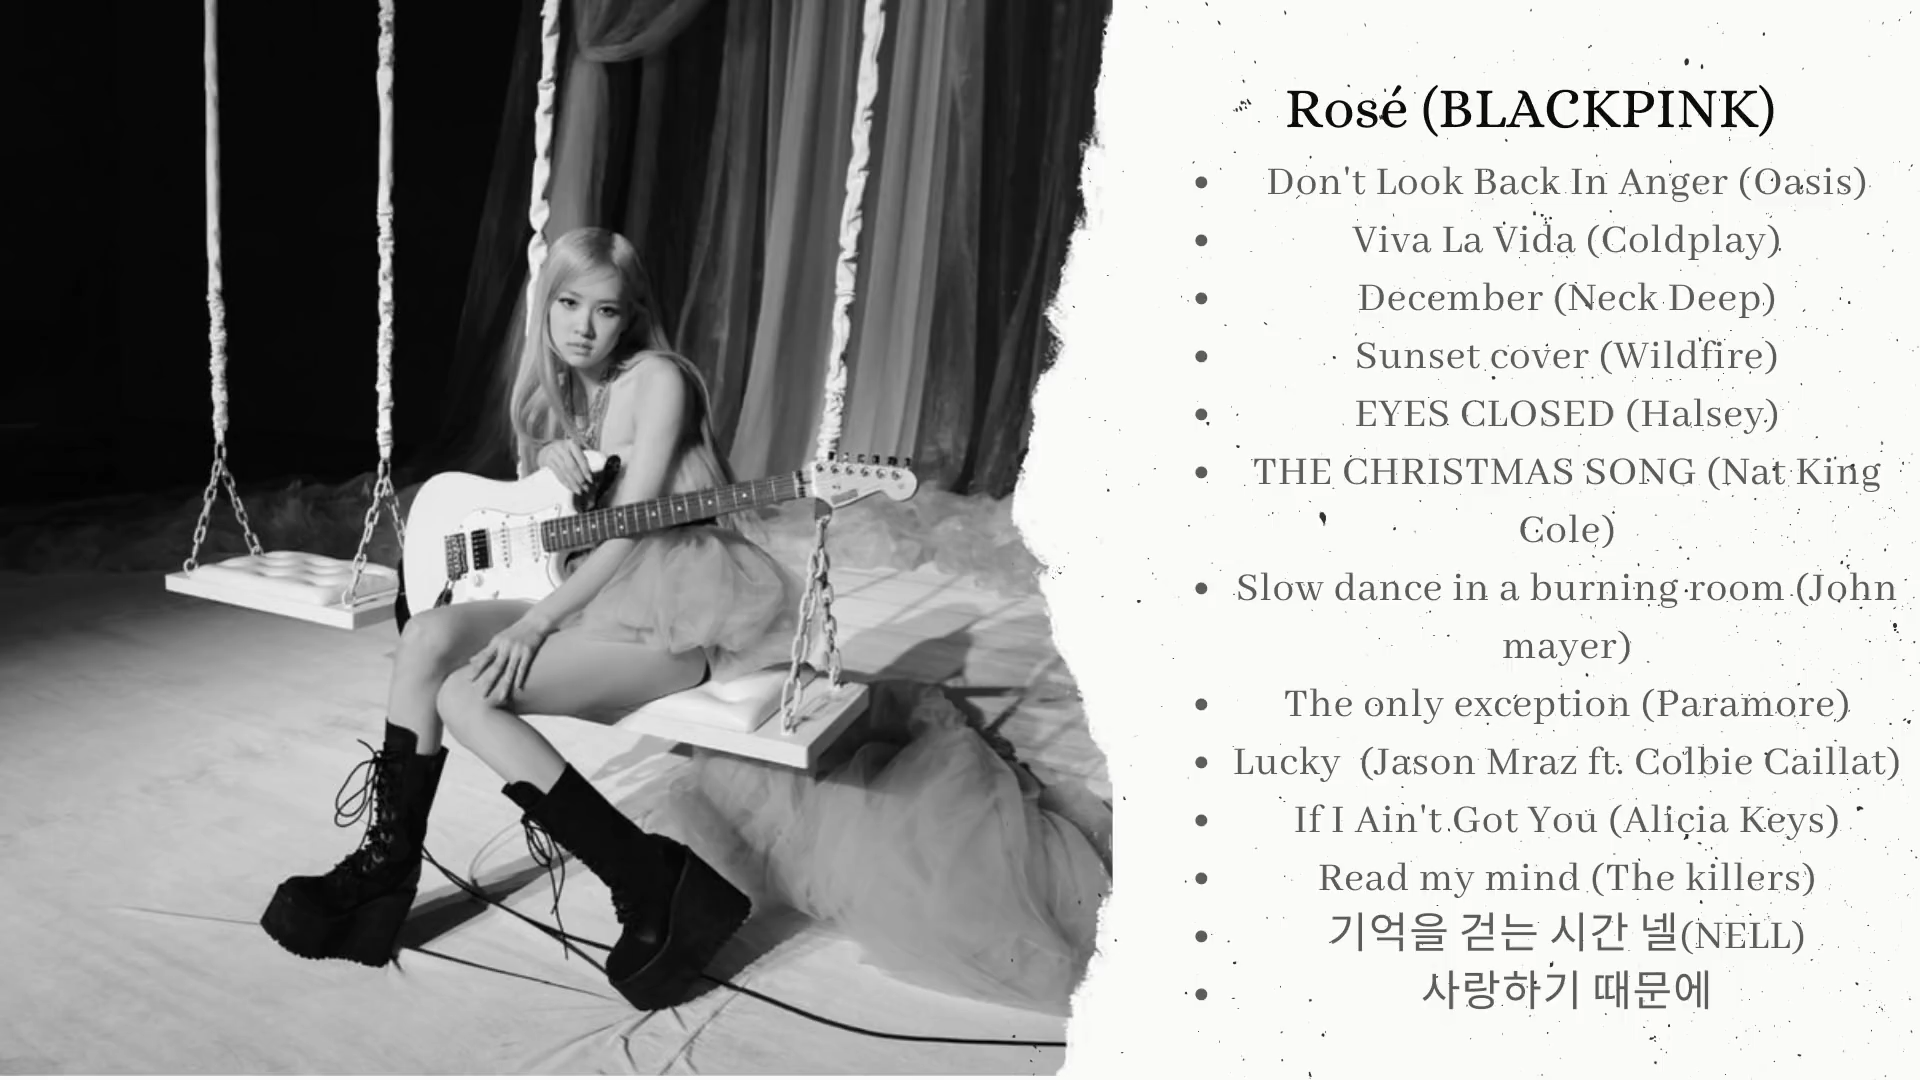 Rosé (BLACKPINK)
• Don't Look Back In Anger (Oasis)
• Viva La Vida (Coldplay)
• December (Neck Deep)
• Sunset cover (Wildfire)
• EYES CLOSED (Halsey)
• THE CHRISTMAS SONG (Nat King
Cole)
• Slow dance in a burning room (John
mayer)
• The only exception (Paramore)
• Lucky  (Jason Mraz ft. Colbie Caillat)
• If I Ain't Got You (Alicia Keys)
• Read my mind (The killers)
• 기억을 걷는 시간 넬(NELL)
• 사랑하기 때문에